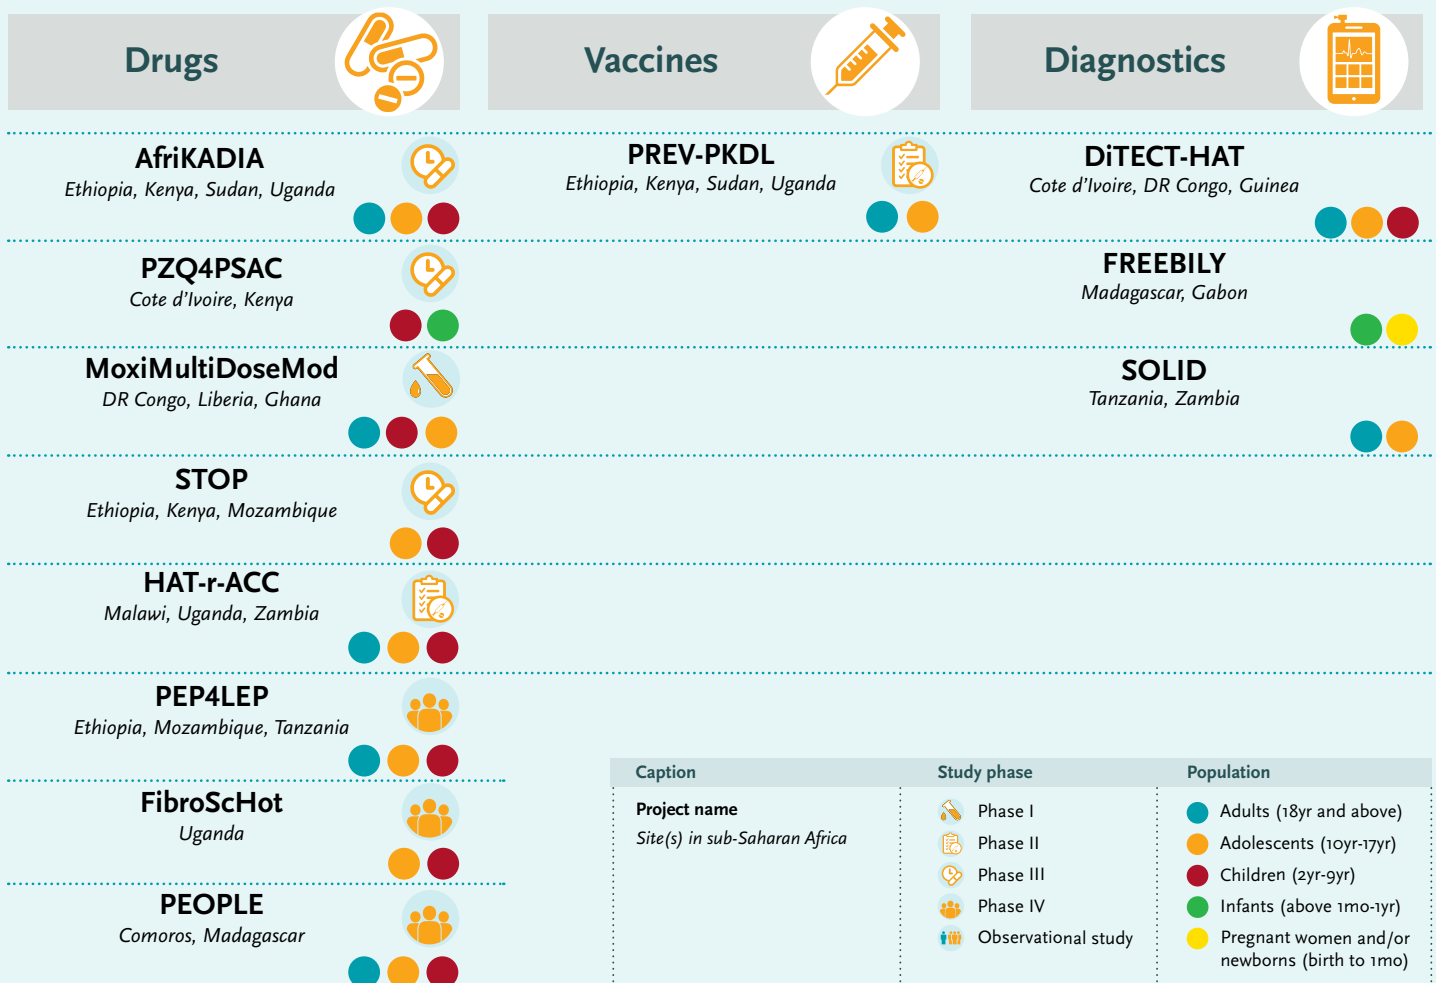 Drugs
Vaccines
Diagnostics
AfriKADIA
Ethiopia, Kenya, Sudan, Uganda
PREV-PKDL
Ethiopia, Kenya, Sudan, Uganda
DiTECT-HAT
Cote d'Ivoire, DR Congo, Guinea
PZQ4PSAC
Cote d'Ivoire, Kenya
FREEBILY
Madagascar, Gabon
MoxiMultiDoseMod
DR Congo, Liberia, Ghana
SOLID
Tanzania, Zambia
STOP
Ethiopia, Kenya, Mozambique
HAT-r-ACC
Malawi, Uganda, Zambia
PEP4LEP
Ethiopia, Mozambique, Tanzania
FibroScHot
Uganda
PEOPLE
Comoros, Madagascar
Caption
Project name
Site(s) in sub-Saharan Africa
Study phase
Phase I
Phase II
Phase III
Phase IV
Observational study
Population
Adults (18yr and above)
Adolescents (10yr-17yr)
Children (2yr-9yr)
Infants (above 1mo-1yr)
Pregnant women and/or
newborns (birth to 1mo)